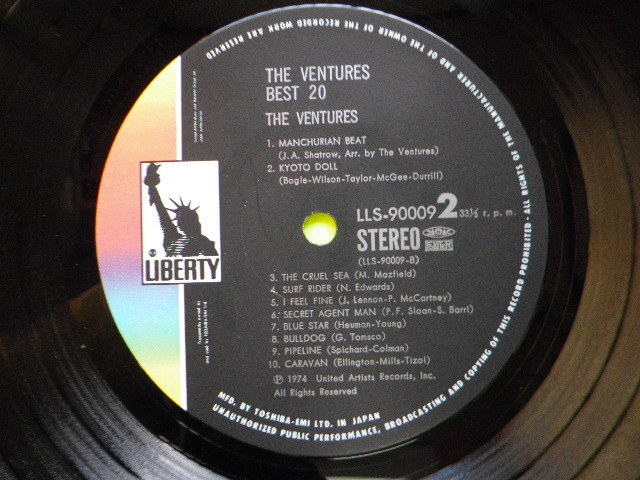 THE VENTURES
BEST 20
THE VENTURES
1. MANCHURIAN BEAT
(J.A. Shatrow, Arr. by The Ventures)
2. KYOTO DOLL
(Bogle-Wilson-Taylor-McGee-Durrill)
LLS-90009 2 33⅓ r. p. m.
STEREO
(LLS-90009-B)
LIBERTY
3. THE CRUEL SEA (M. Maxfield)
4. SURF RIDER (N. Edwards)
5. I FEEL FINE (J. Lennon-P. McCartney)
6. SECRET AGENT MAN (P. F. Sloan-S. Barri)
7. BLUE STAR (Heuman-Young)
8. BULLDOG (G. Tomsco)
9. PIPELINE (Spichard-Colman)
10. CARAVAN (Ellington-Mills-Tizol)
Ⓟ 1974 United Artists Records, Inc.
All Rights Reserved
MFD. BY TOSHIBA-EMI LTD. IN JAPAN
UNAUTHORIZED PUBLIC PERFORMANCE, BROADCASTING AND COPYING OF THIS RECORD PROHIBITED · ALL RIGHTS OF THE MANUFACTURER AND OF THE OWNER OF THE RECORDED WORK ARE RESERVED